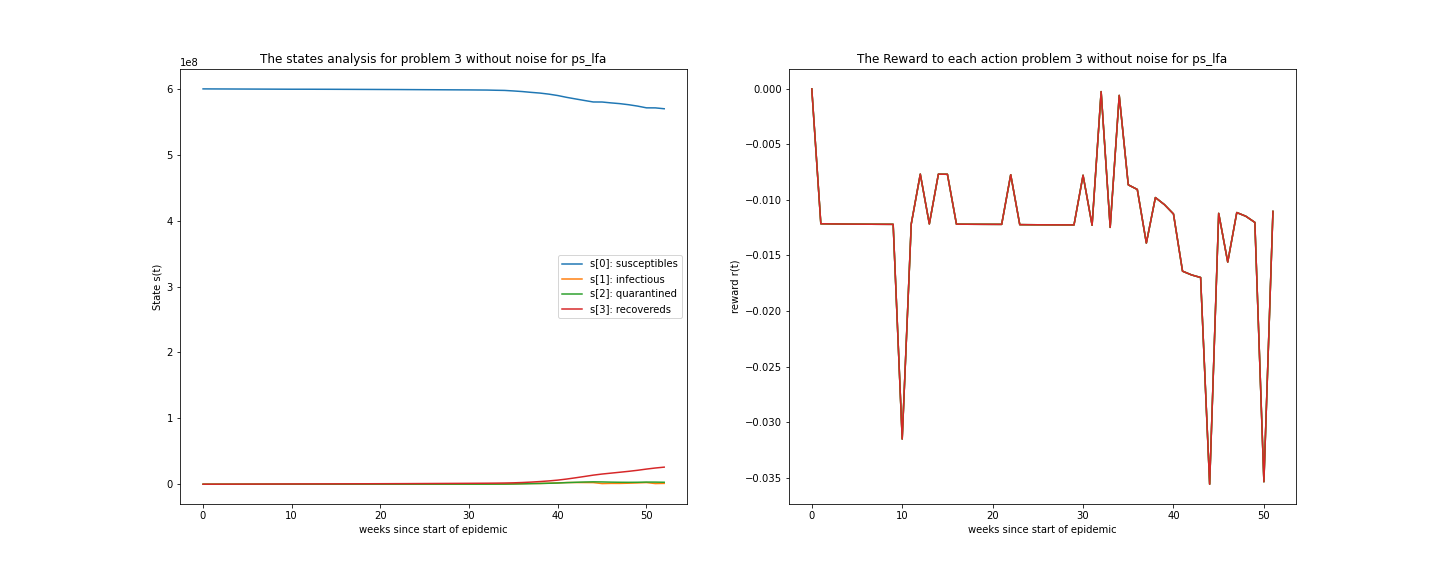 The states analysis for problem 3 without noise for ps_lfa
1e8
6
5
4
3
2
1
0
State s(t)
s[0]: susceptibles
s[1]: infectious
s[2]: quarantined
s[3]: recovereds
0 10 20 30 40 50
weeks since start of epidemic
The Reward to each action problem 3 without noise for ps_lfa
0.000
−0.005
−0.010
−0.015
−0.020
−0.025
−0.030
−0.035
reward r(t)
0 10 20 30 40 50
weeks since start of epidemic